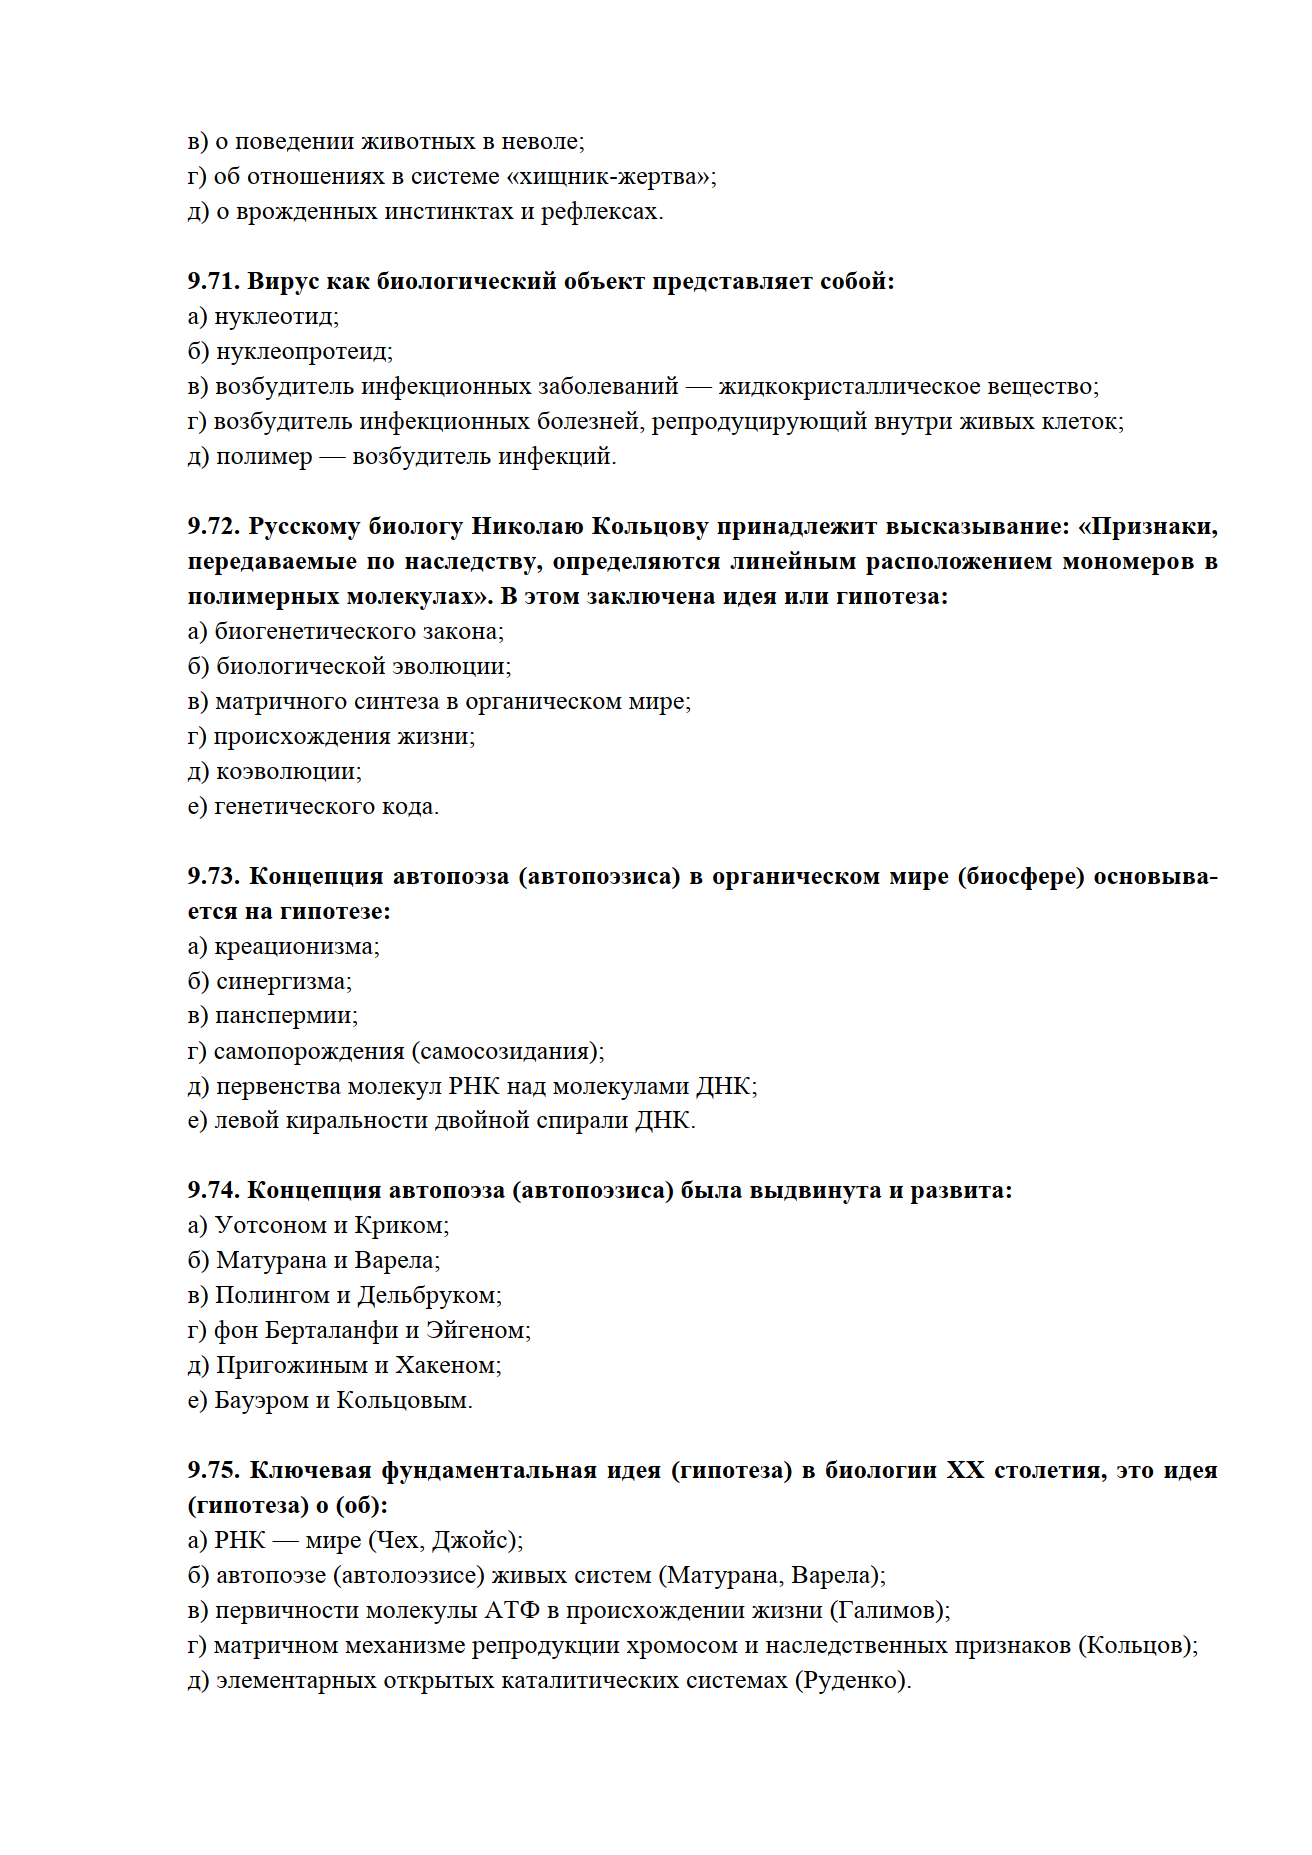 в) о поведении животных в неволе;
г) об отношениях в системе «хищник-жертва»;
д) о врожденных инстинктах и рефлексах.
9.71. Вирус как биологический объект представляет собой:
а) нуклеотид;
б) нуклеопротеид;
в) возбудитель инфекционных заболеваний — жидкокристаллическое вещество;
г) возбудитель инфекционных болезней, репродуцирующий внутри живых клеток;
д) полимер — возбудитель инфекций.
9.72. Русскому биологу Николаю Кольцову принадлежит высказывание: «Признаки,
передаваемые по наследству, определяются линейным расположением мономеров в
полимерных молекулах». В этом заключена идея или гипотеза:
а) биогенетического закона;
б) биологической эволюции;
в) матричного синтеза в органическом мире;
г) происхождения жизни;
д) коэволюции;
е) генетического кода.
9.73. Концепция автопоэза (автопоэзиса) в органическом мире (биосфере) основыва-
ется на гипотезе:
а) креационизма;
б) синергизма;
в) панспермии;
г) самопорождения (самосозидания);
д) первенства молекул РНК над молекулами ДНК;
е) левой киральности двойной спирали ДНК.
9.74. Концепция автопоэза (автопоэзиса) была выдвинута и развита:
а) Уотсоном и Криком;
б) Матурана и Варела;
в) Полингом и Дельбруком;
г) фон Берталанфи и Эйгеном;
д) Пригожиным и Хакеном;
е) Бауэром и Кольцовым.
9.75. Ключевая фундаментальная идея (гипотеза) в биологии XX столетия, это идея
(гипотеза) о (об):
а) РНК — мире (Чех, Джойс);
б) автопоэзе (автолоэзисе) живых систем (Матурана, Варела);
в) первичности молекулы АТФ в происхождении жизни (Галимов);
г) матричном механизме репродукции хромосом и наследственных признаков (Кольцов);
д) элементарных открытых каталитических системах (Руденко).